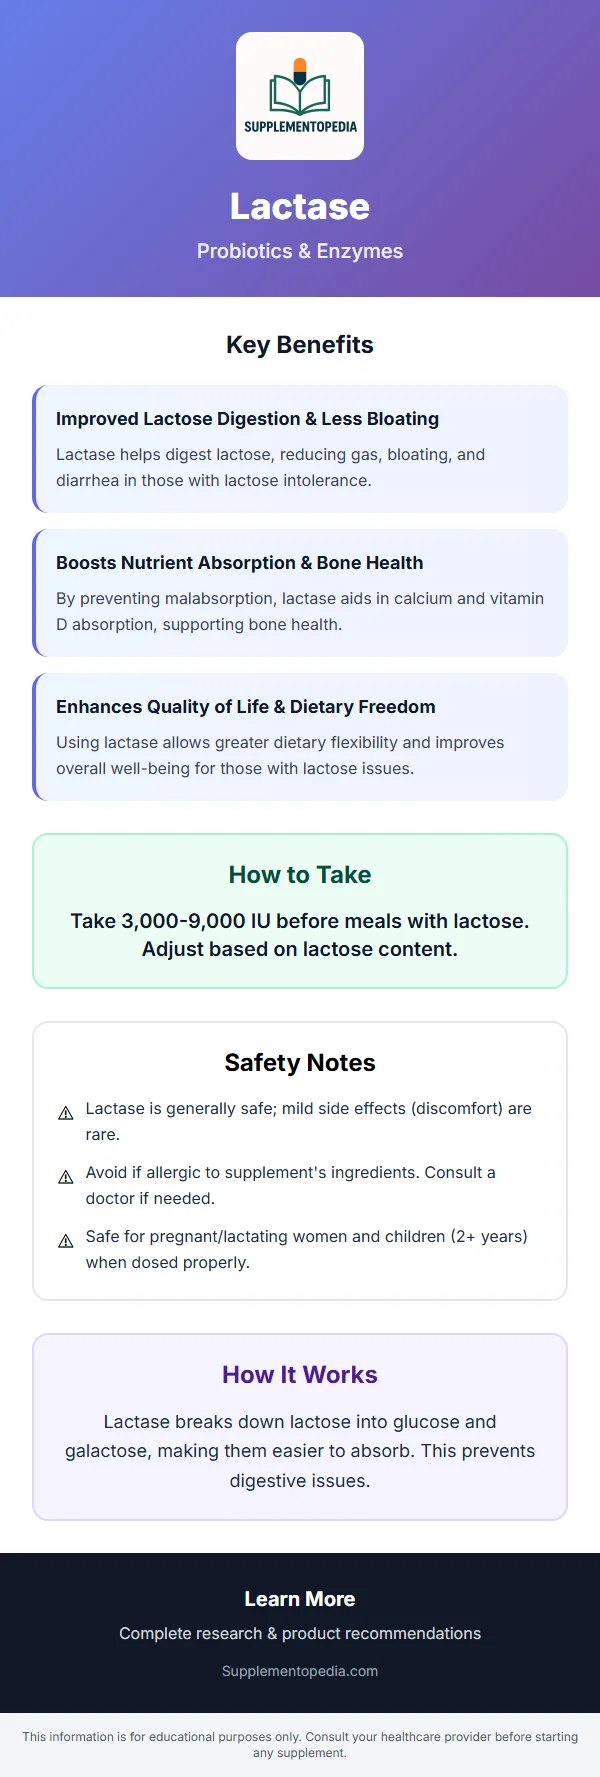 SUPPLEMENTOPEDIA
Lactase
Probiotics & Enzymes
Key Benefits
Improved Lactose Digestion & Less Bloating
Lactase helps digest lactose, reducing gas, bloating, and
diarrhea in those with lactose intolerance.
Boosts Nutrient Absorption & Bone Health
By preventing malabsorption, lactase aids in calcium and vitamin
D absorption, supporting bone health.
Enhances Quality of Life & Dietary Freedom
Using lactase allows greater dietary flexibility and improves
overall well-being for those with lactose issues.
How to Take
Take 3,000-9,000 IU before meals with lactose.
Adjust based on lactose content.
Safety Notes
Lactase is generally safe; mild side effects (discomfort) are
rare.
Avoid if allergic to supplement's ingredients. Consult a
doctor if needed.
Safe for pregnant/lactating women and children (2+ years)
when dosed properly.
How It Works
Lactase breaks down lactose into glucose and
galactose, making them easier to absorb. This prevents
digestive issues.
Learn More
Complete research & product recommendations
Supplementopedia.com
This information is for educational purposes only. Consult your healthcare provider before starting
any supplement.